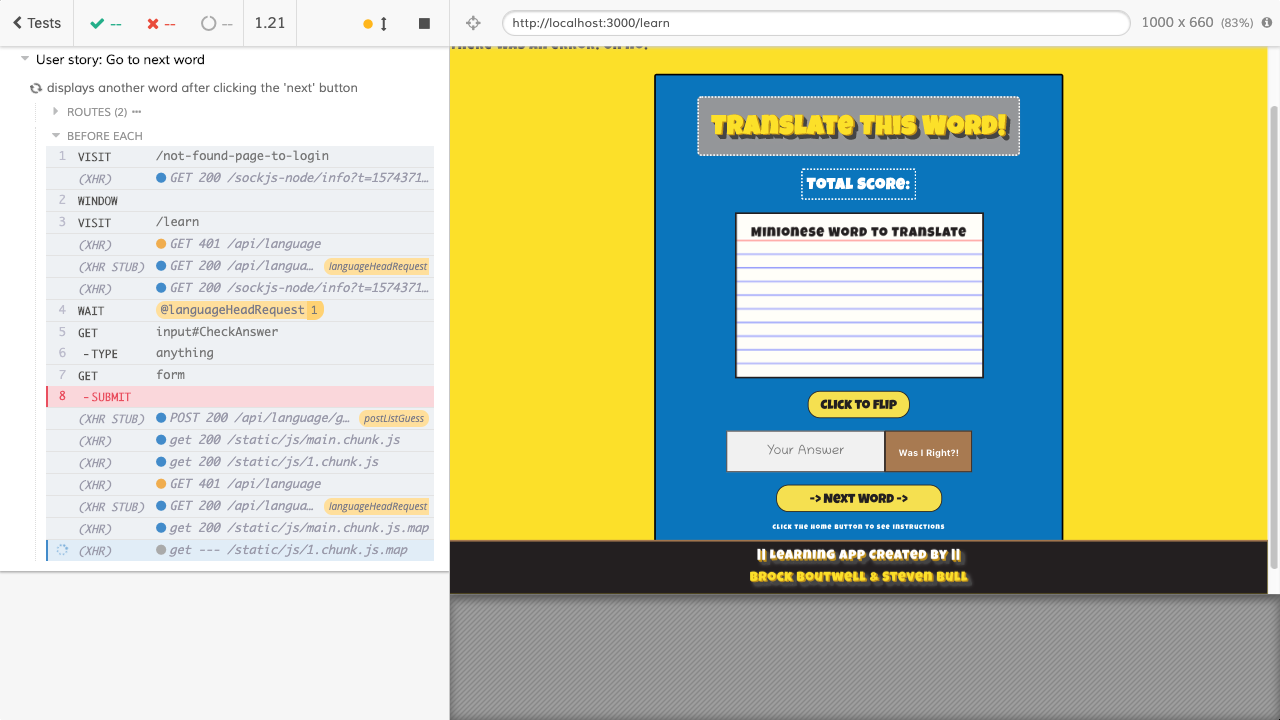 Tests
--
--
--
1.21
http://localhost:3000/learn
1000 x 660 (83%)
displays another word after clicking the 'next' button
ROUTES (2)
BEFORE EACH
1 VISIT /not-found-page-to-login
(XHR) GET 200 /sockjs-node/info?t=1574371…
2 WINDOW
3 VISIT /learn
(XHR) GET 401 /api/language
(XHR STUB) GET 200 /api/langua… languageHeadRequest
(XHR) GET 200 /sockjs-node/info?t=1574371…
4 WAIT @languageHeadRequest 1
5 GET input#CheckAnswer
6 -TYPE anything
7 GET form
8 -SUBMIT
(XHR STUB) POST 200 /api/language/g… postListGuess
(XHR) get 200 /static/js/main.chunk.js
(XHR) get 200 /static/js/1.chunk.js
(XHR) GET 401 /api/language
(XHR STUB) GET 200 /api/langua… languageHeadRequest
(XHR) get 200 /static/js/main.chunk.js.map
(XHR) get --- /static/js/1.chunk.js.map
Translate this word!
Total Score:
Minionese word to translate
Click to flip
Your Answer
Was I Right?!
-> Next Word ->
Click the Home button to see instructions
|| Learning app created by ||
Brock Boutwell & Steven Bull